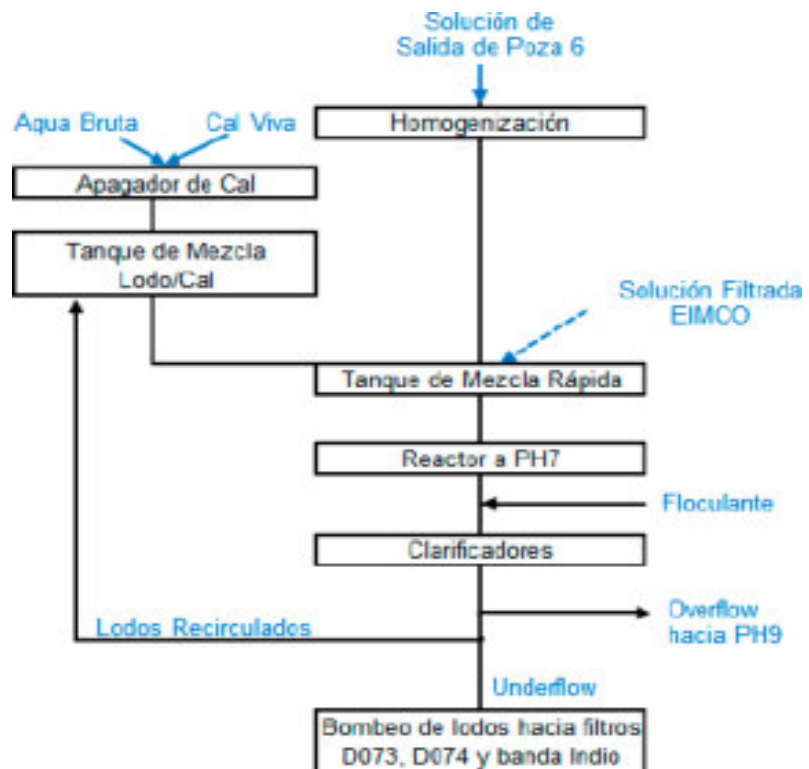 Solución de
Salida de Poza 6
Agua Bruta
Cal Viva
Homogenización
Apagador de Cal
Tanque de Mezcla
Lodo/Cal
Solución Filtrada
EIMCO
Tanque de Mezcla Rápida
Reactor a PH7
Floculante
Clarificadores
Lodos Recirculados
Overflow
hacia PH9
Underflow
Bombeo de lodos hacia filtros
D073, D074 y banda Indio